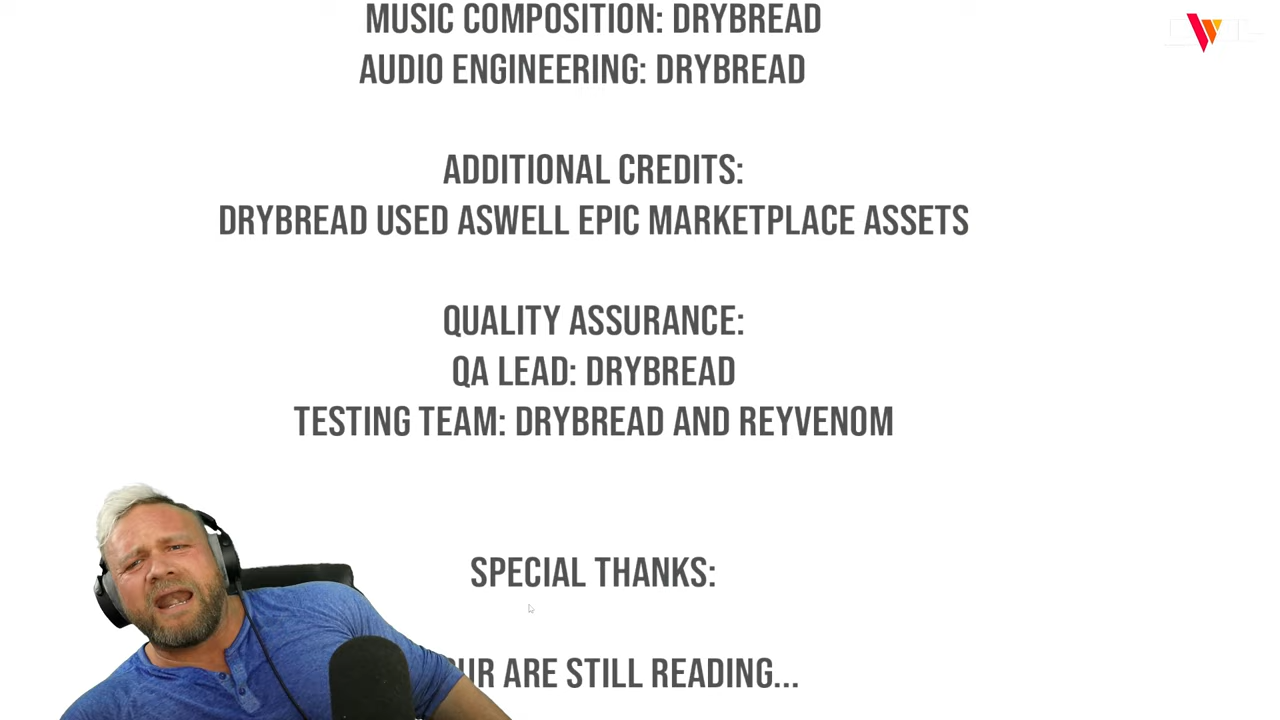 MUSIC COMPOSITION: DRYBREAD
AUDIO ENGINEERING: DRYBREAD
ADDITIONAL CREDITS:
DRYBREAD USED ASWELL EPIC MARKETPLACE ASSETS
QUALITY ASSURANCE:
QA LEAD: DRYBREAD
TESTING TEAM: DRYBREAD AND REYVENOM
SPECIAL THANKS:
ARE STILL READING...